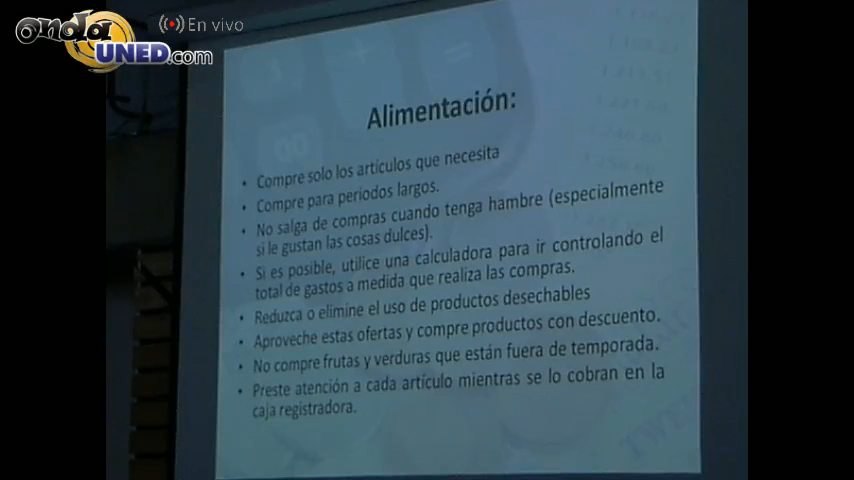 onda UNED.com
En vivo
Alimentación:
• Compre solo los artículos que necesita
• Compre para periodos largos.
• No salga de compras cuando tenga hambre (especialmente
si le gustan las cosas dulces).
• Si es posible, utilice una calculadora para ir controlando el
total de gastos a medida que realiza las compras.
• Reduzca o elimine el uso de productos desechables
• Aproveche estas ofertas y compre productos con descuento.
• No compre frutas y verduras que están fuera de temporada.
• Preste atención a cada artículo mientras se lo cobran en la
caja registradora.